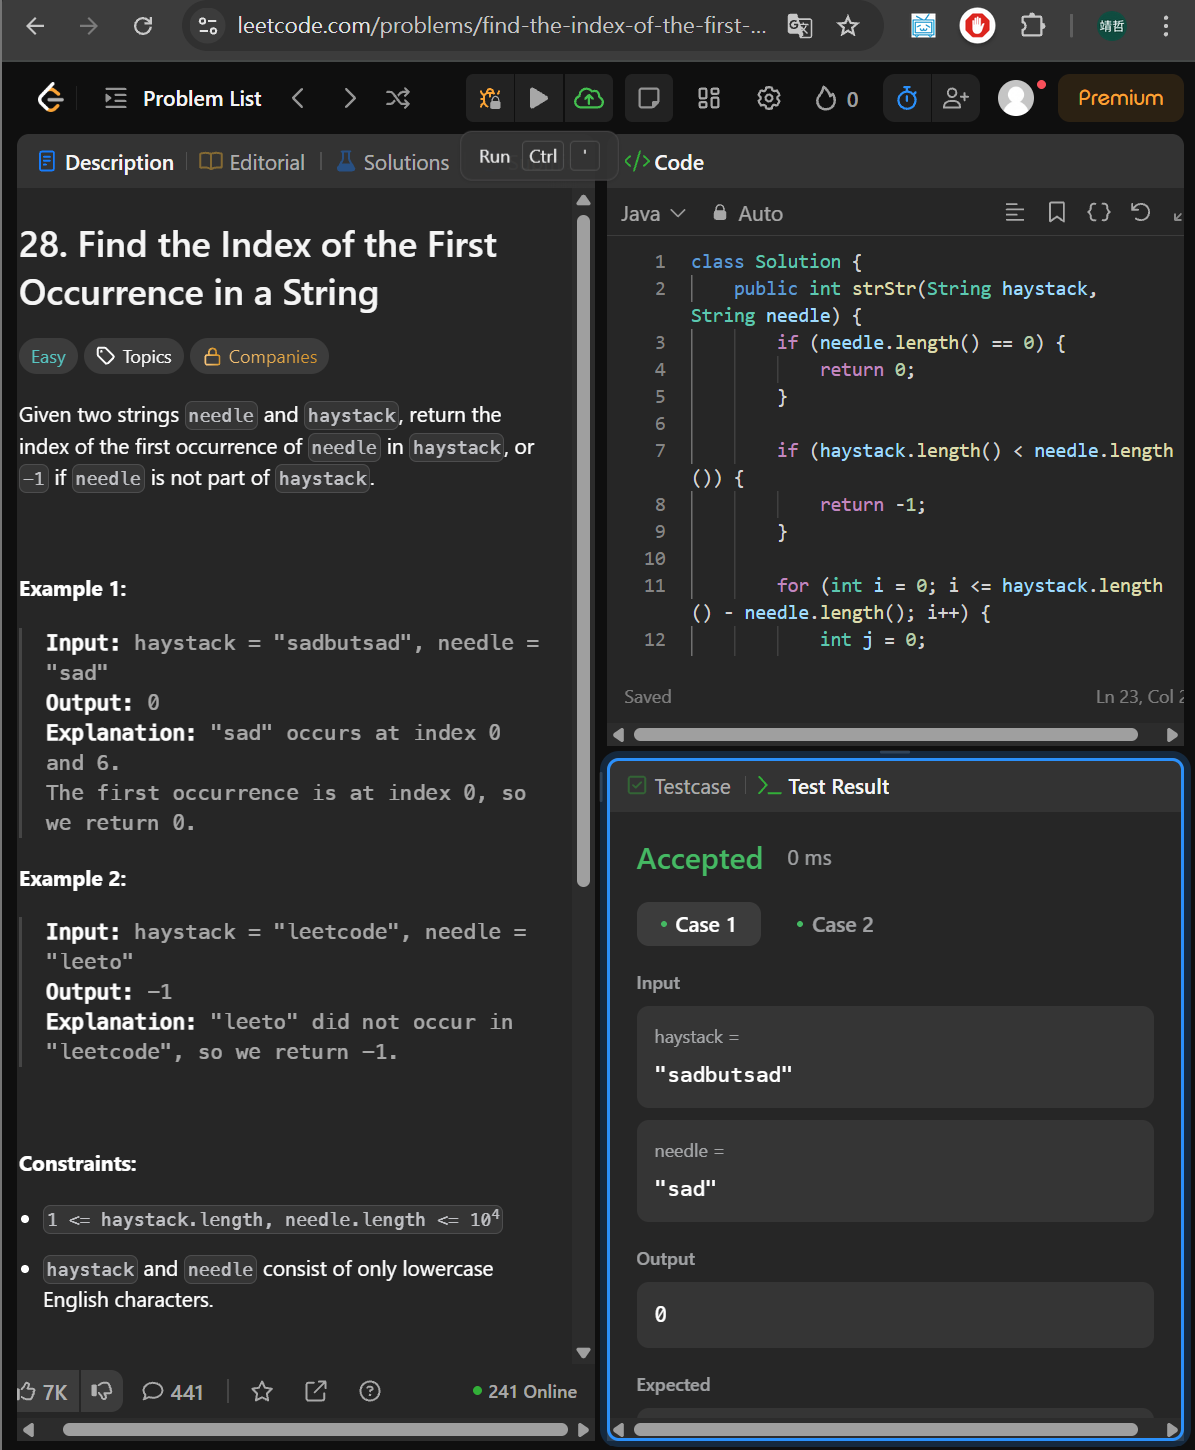 leetcode.com/problems/find-the-index-of-the-first-...
靖哲
Problem List
0
Premium
Description
Editorial
Solutions
Run Ctrl '
</> Code
28. Find the Index of the First
Occurrence in a String
Easy
Topics
Companies
Given two strings needle and haystack, return the
index of the first occurrence of needle in haystack, or
-1 if needle is not part of haystack.
Example 1:
Input: haystack = "sadbutsad", needle =
"sad"
Output: 0
Explanation: "sad" occurs at index 0
and 6.
The first occurrence is at index 0, so
we return 0.
Example 2:
Input: haystack = "leetcode", needle =
"leeto"
Output: -1
Explanation: "leeto" did not occur in
"leetcode", so we return -1.
Constraints:
• 1 <= haystack.length, needle.length <= 10⁴
• haystack and needle consist of only lowercase
English characters.
7K
441
241 Online
Java
Auto
1 class Solution {
2 public int strStr(String haystack,
String needle) {
3 if (needle.length() == 0) {
4 return 0;
5 }
6
7 if (haystack.length() < needle.length
()) {
8 return -1;
9 }
10
11 for (int i = 0; i <= haystack.length
() - needle.length(); i++) {
12 int j = 0;
Saved
Ln 23, Col 2
Testcase
>_ Test Result
Accepted 0 ms
• Case 1
• Case 2
Input
haystack =
"sadbutsad"
needle =
"sad"
Output
0
Expected